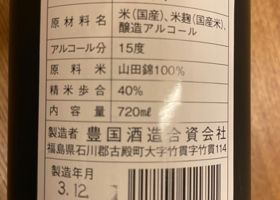 原材料名 米(国産)、米麹(国産)、
醸造アルコール
アルコール分 15度
原料米 山田錦100%
精米歩合 40%
内容量 720ml
製造者 豊国酒造合資会社
福島県石川郡古殿町大字竹貫字竹貫114
製造年月
3.12